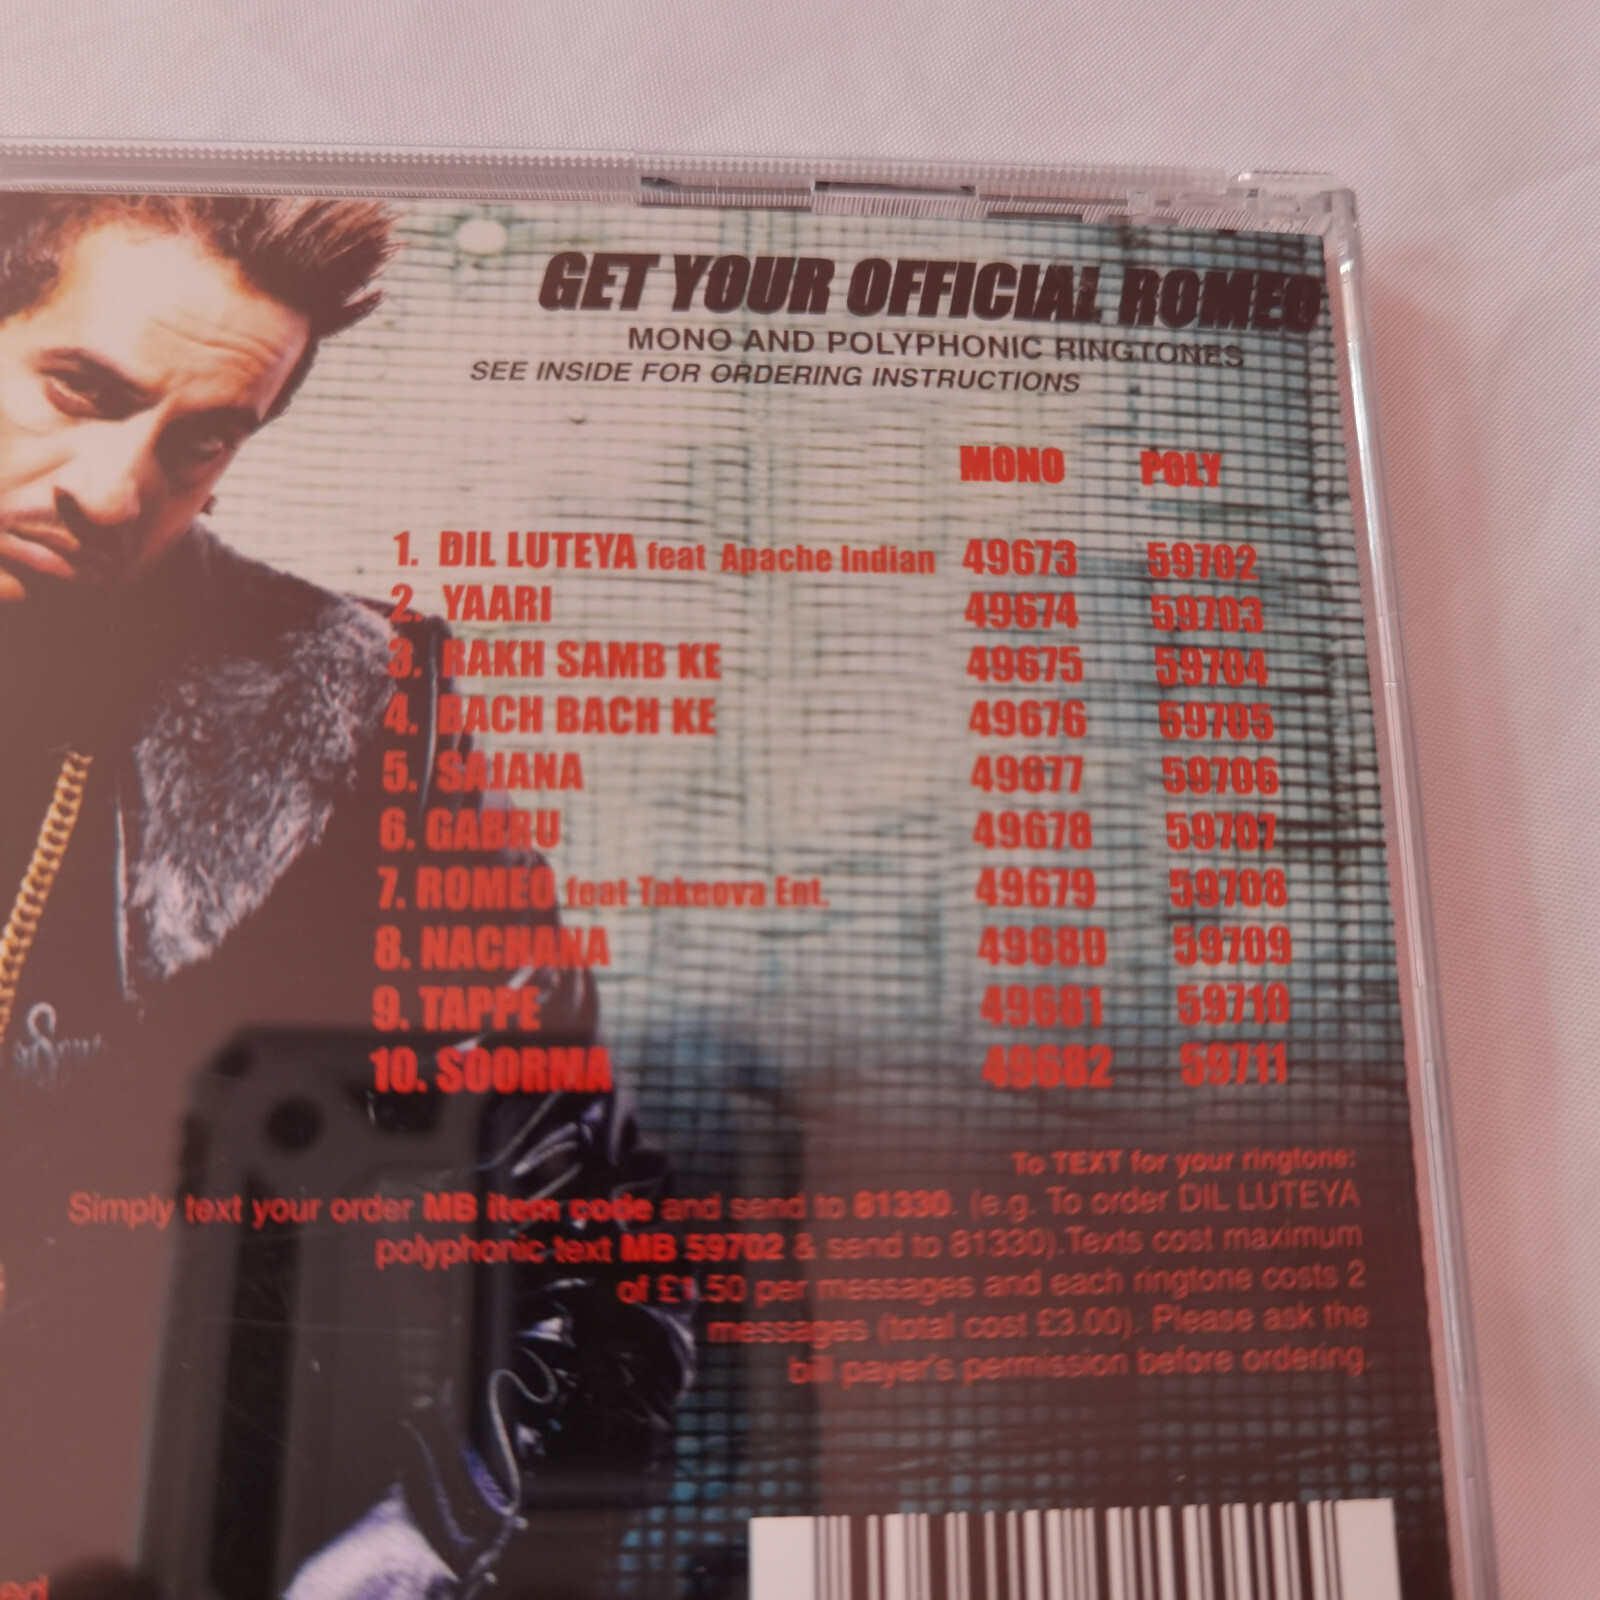 GET YOUR OFFICIAL ROMEO
MONO AND POLYPHONIC RINGTONES
SEE INSIDE FOR ORDERING INSTRUCTIONS
MONO POLY
1. DIL LUTEYA feat Apache Indian 49673 59702
2. YAARI 49674 59703
3. RAKH SAMB KE 49675 59704
4. BACH BACH KE 49676 59705
5. SAJANA 49677 59706
6. GABRU 49678 59707
7. ROMEO feat Takeova Ent. 49679 59708
8. NACHANA 49680 59709
9. TAPPE 49681 59710
10. SOORMA 49682 59711
To TEXT for your ringtone:
Simply text your order MB item code and send to 81330. (e.g. To order DIL LUTEYA
polyphonic text MB 59702 & send to 81330).Texts cost maximum
of £1.50 per messages and each ringtone costs 2
messages (total cost £3.00). Please ask the
bill payer's permission before ordering.